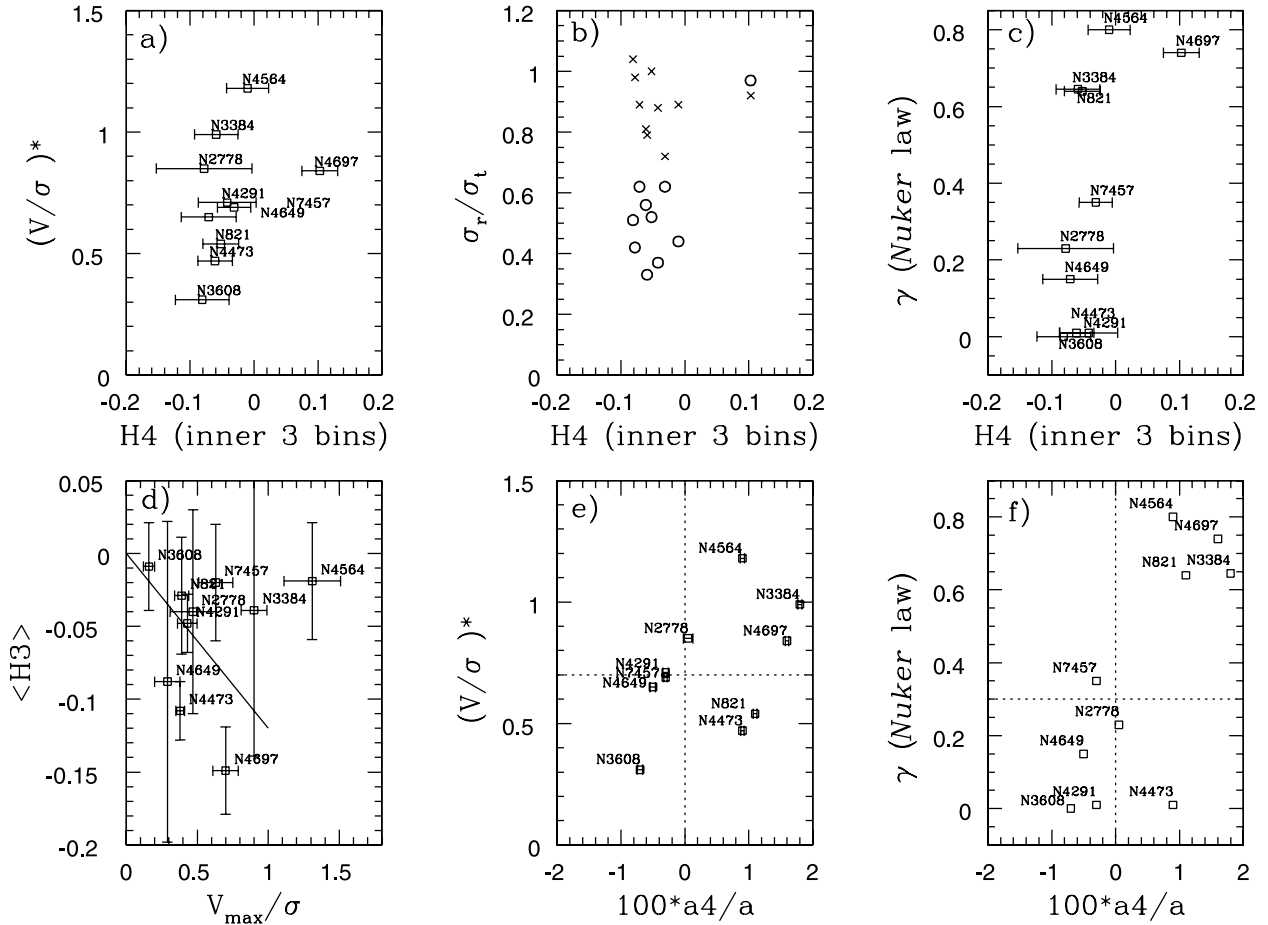 a)
1.5
1
0.5
0
(V/σ )*
N4564
N3384
N2778
N4697
N4291
N7457
N4649
N821
N4473
N3608
-0.2 -0.1 0 0.1 0.2
H4 (inner 3 bins)
b)
1.2
1
0.8
0.6
0.4
0.2
0
σr/σt
-0.2 -0.1 0 0.1 0.2
H4 (inner 3 bins)
c)
0.8
0.6
0.4
0.2
0
γ (Nuker law)
N4564
N4697
N3384
N821
N7457
N2778
N4649
N4473
N4291
N3608
-0.2 -0.1 0 0.1 0.2
H4 (inner 3 bins)
d)
0.05
0
-0.05
-0.1
-0.15
-0.2
<H3>
N3608
N7457
N4564
N821
N2778
N3384
N4291
N4649
N4473
N4697
0 0.5 1 1.5
Vmax/σ
e)
1.5
1
0.5
0
(V/σ )*
N4564
N3384
N2778
N4697
N4291
N7457
N4649
N821
N4473
N3608
-2 -1 0 1 2
100*a4/a
f)
0.8
0.6
0.4
0.2
0
γ (Nuker law)
N4564
N4697
N821
N3384
N7457
N2778
N4649
N3608
N4291
N4473
-2 -1 0 1 2
100*a4/a